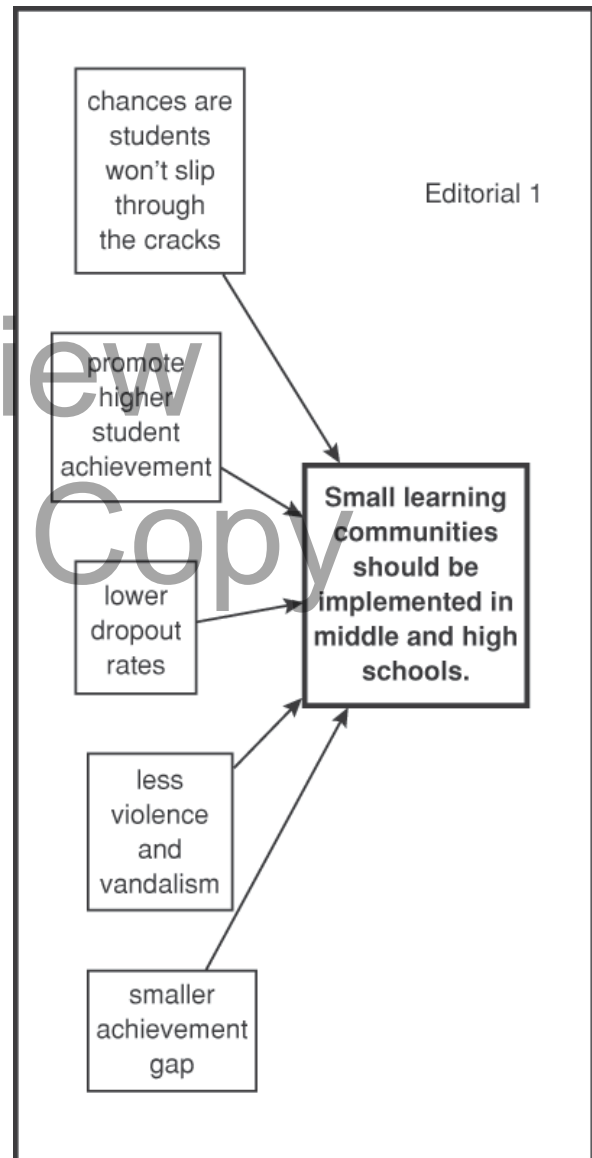 chances are
students
won't slip
through
the cracks
Editorial 1
iew
promote
higher
student
achievement
Copy
Small learning
communities
should be
implemented in
middle and high
schools.
lower
dropout
rates
less
violence
and
vandalism
smaller
achievement
gap